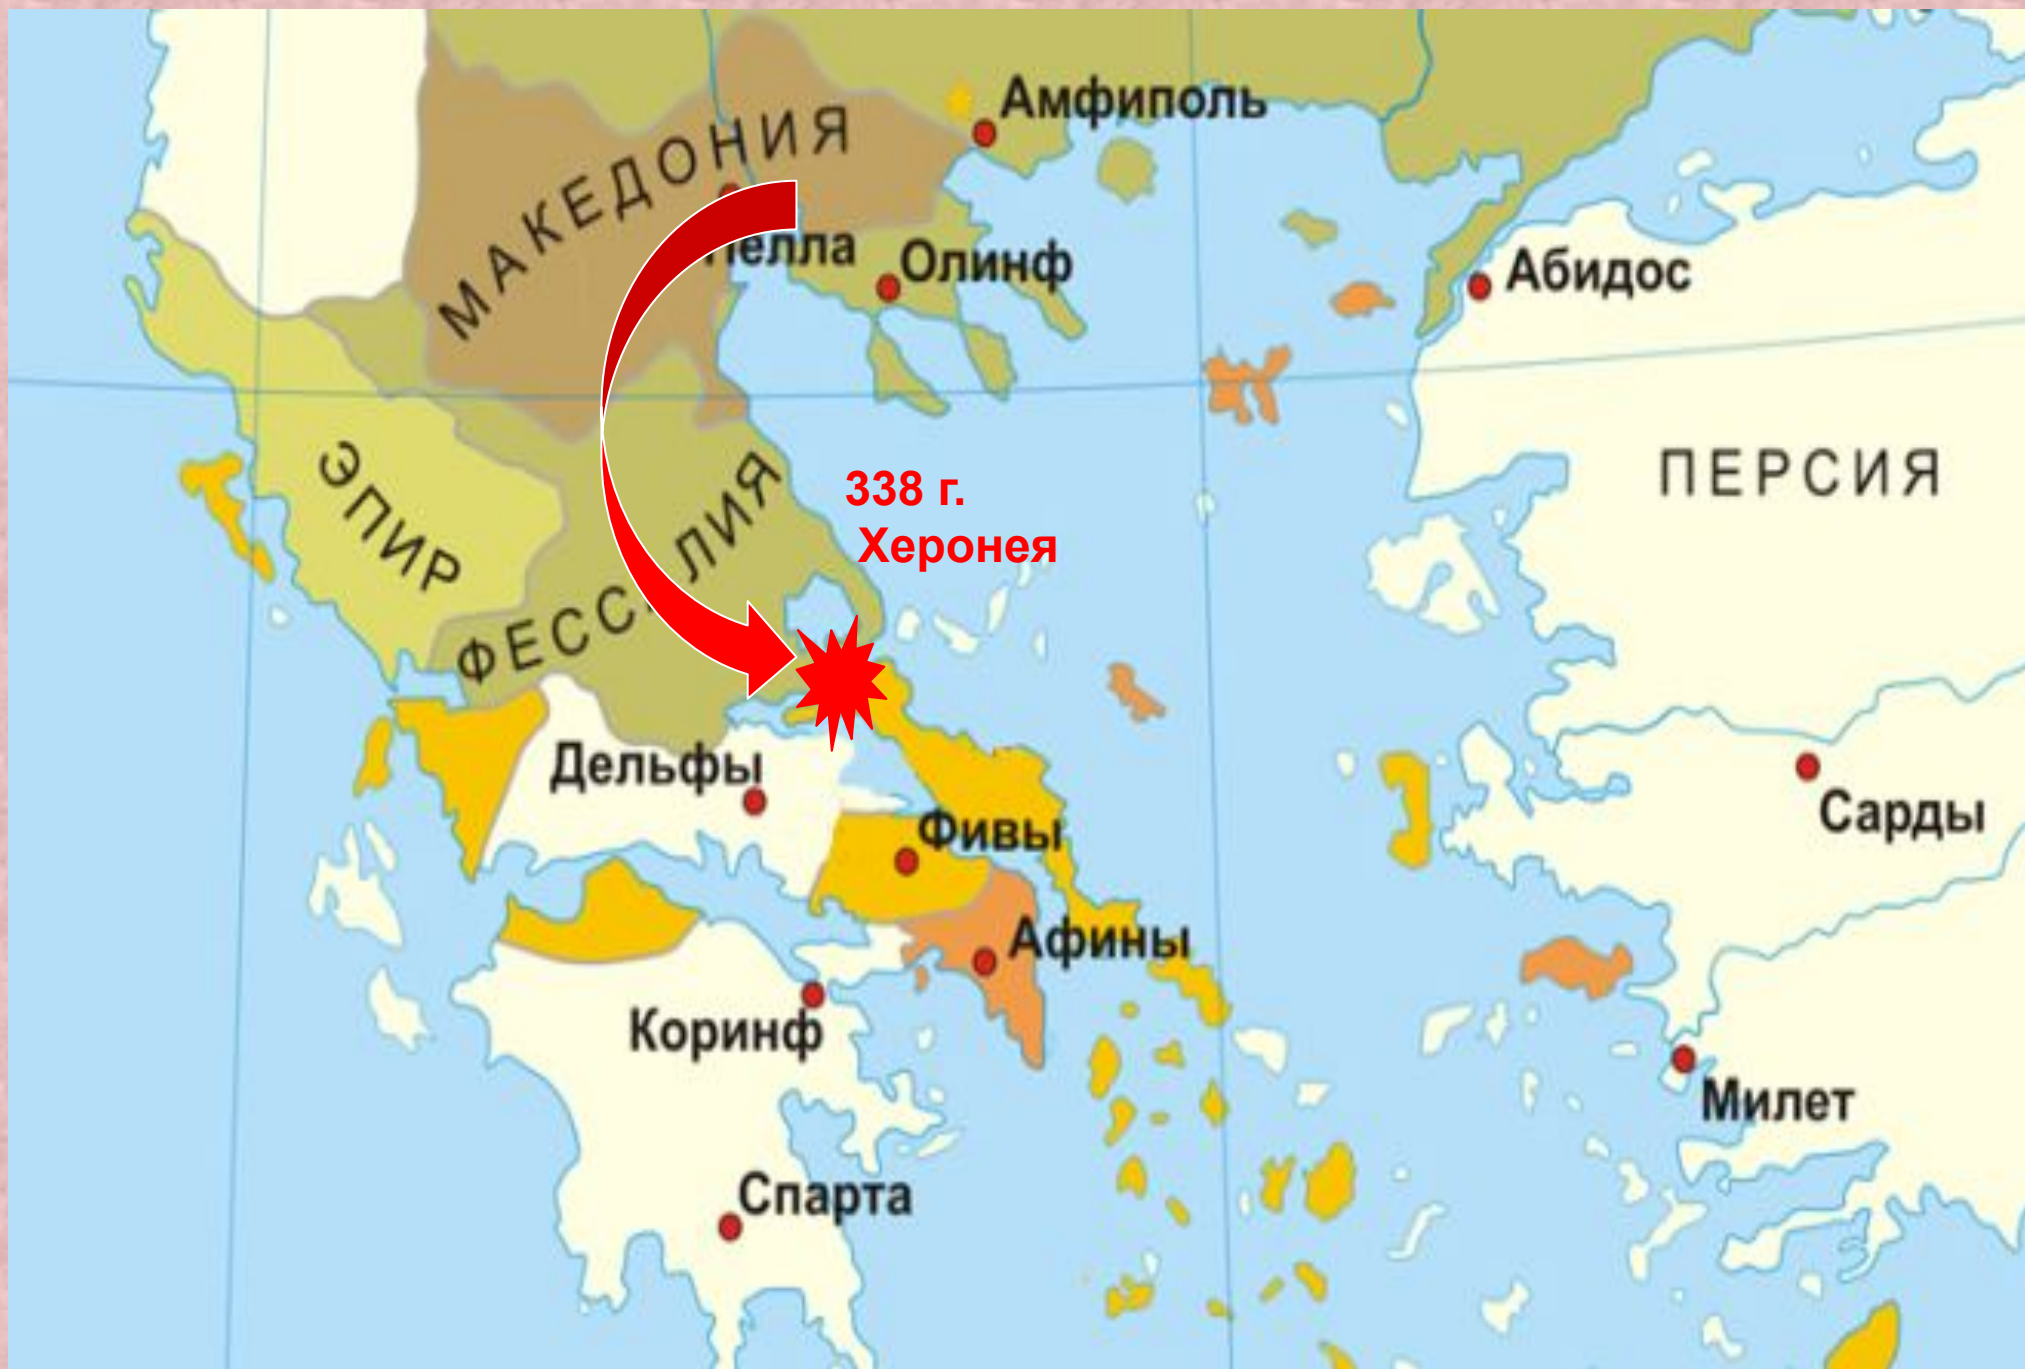 Амфиполь
МАКЕДОНИЯ
Пелла
Олинф
Абидос
ЭПИР
ФЕССАЛИЯ
338 г.
Херонея
ПЕРСИЯ
Дельфы
Фивы
Сарды
Афины
Коринф
Милет
Спарта